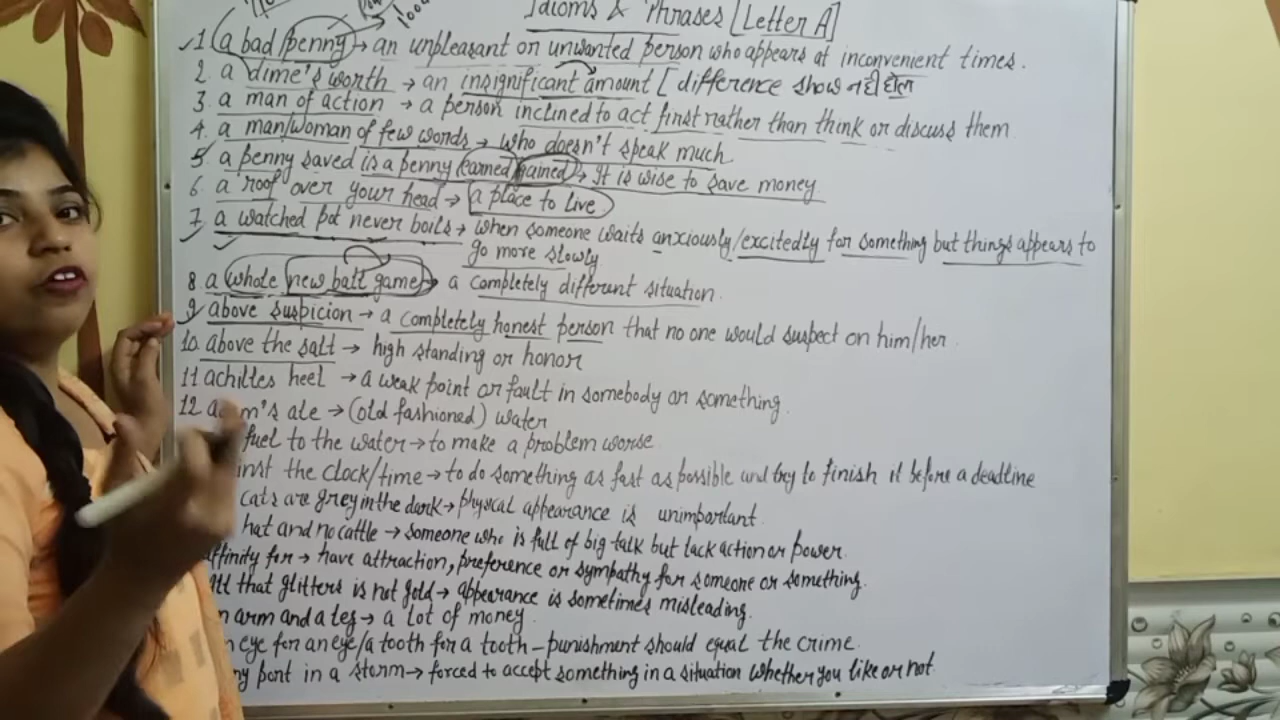 Idioms & Phrases [Letter A]
1. a bad penny → an unpleasant or unwanted person who appears at inconvenient times.
2. a dime's worth → an insignificant amount [difference show नही होता
3. a man of action → a person inclined to act first rather than think or discuss them
4. a man/woman of few words → who doesn't speak much
5. a penny saved is a penny (earned/gained) → It is wise to save money
6. a roof over your head → a place to live
7. a watched pot never boils → when someone waits anxiously/excitedly for something but things appears to
go more slowly
8. a whole new ball game → a completely different situation.
9. above suspicion → a completely honest person that no one would suspect on him/her.
10. above the salt → high standing or honor
11 achilles heel → a weak point or fault in somebody or something.
12. 's ale → (old fashioned) water
fuel to the water → to make a problem worse
inst the clock/time → to do something as fast as possible and try to finish it before a deadline
cats are grey in the dark → physical appearance is unimportant.
hat and no cattle → someone who is full of big talk but lack action or power.
affinity for → have attraction, preference or sympathy for someone or something.
All that glitters is not gold → appearance is sometimes misleading.
n arm and a leg → a lot of money
n eye for an eye/a tooth for a tooth - punishment should equal the crime.
ny port in a storm → forced to accept something in a situation whether you like or not.